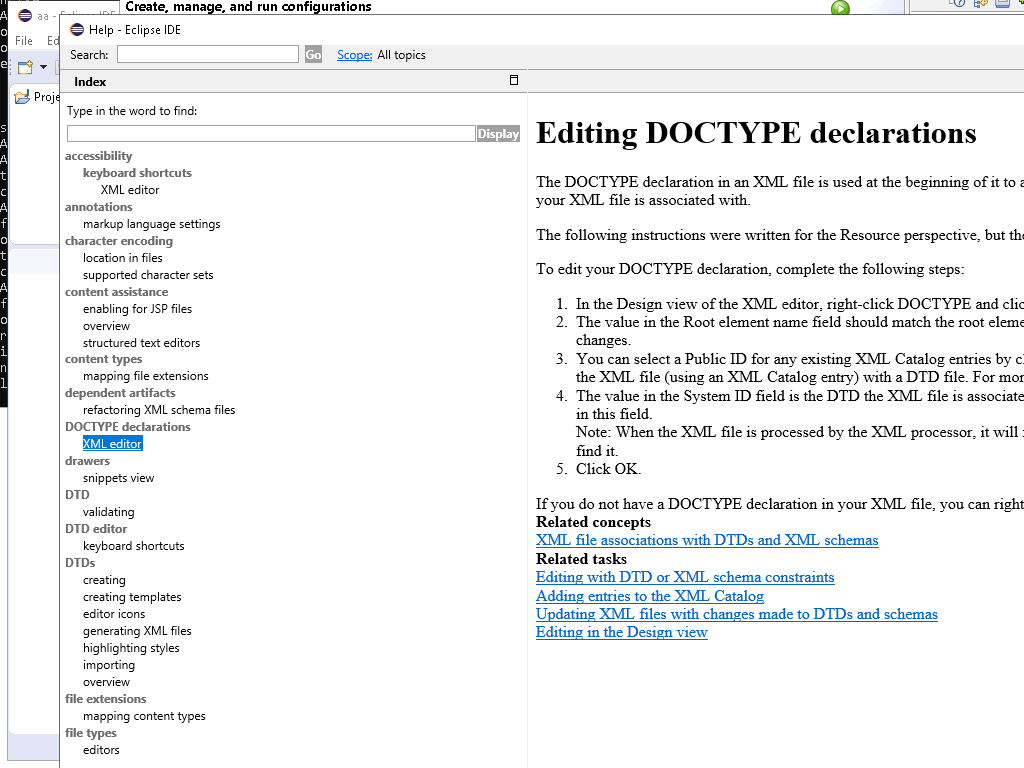 Create, manage, and run configurations
aa - Eclipse IDE
File
Ed
Proje
Help - Eclipse IDE
Search:
Go
Scope:
All topics
Index
Type in the word to find:
Display
accessibility
keyboard shortcuts
XML editor
annotations
markup language settings
character encoding
location in files
supported character sets
content assistance
enabling for JSP files
overview
structured text editors
content types
mapping file extensions
dependent artifacts
refactoring XML schema files
DOCTYPE declarations
XML editor
drawers
snippets view
DTD
validating
DTD editor
keyboard shortcuts
DTDs
creating
creating templates
editor icons
generating XML files
highlighting styles
importing
overview
file extensions
mapping content types
file types
editors
Editing DOCTYPE declarations
The DOCTYPE declaration in an XML file is used at the beginning of it to a
your XML file is associated with.
The following instructions were written for the Resource perspective, but the
To edit your DOCTYPE declaration, complete the following steps:
1. In the Design view of the XML editor, right-click DOCTYPE and clic
2. The value in the Root element name field should match the root eleme
changes.
3. You can select a Public ID for any existing XML Catalog entries by c
the XML file (using an XML Catalog entry) with a DTD file. For mor
4. The value in the System ID field is the DTD the XML file is associate
in this field.
Note: When the XML file is processed by the XML processor, it will
find it.
5. Click OK.
If you do not have a DOCTYPE declaration in your XML file, you can right
Related concepts
XML file associations with DTDs and XML schemas
Related tasks
Editing with DTD or XML schema constraints
Adding entries to the XML Catalog
Updating XML files with changes made to DTDs and schemas
Editing in the Design view